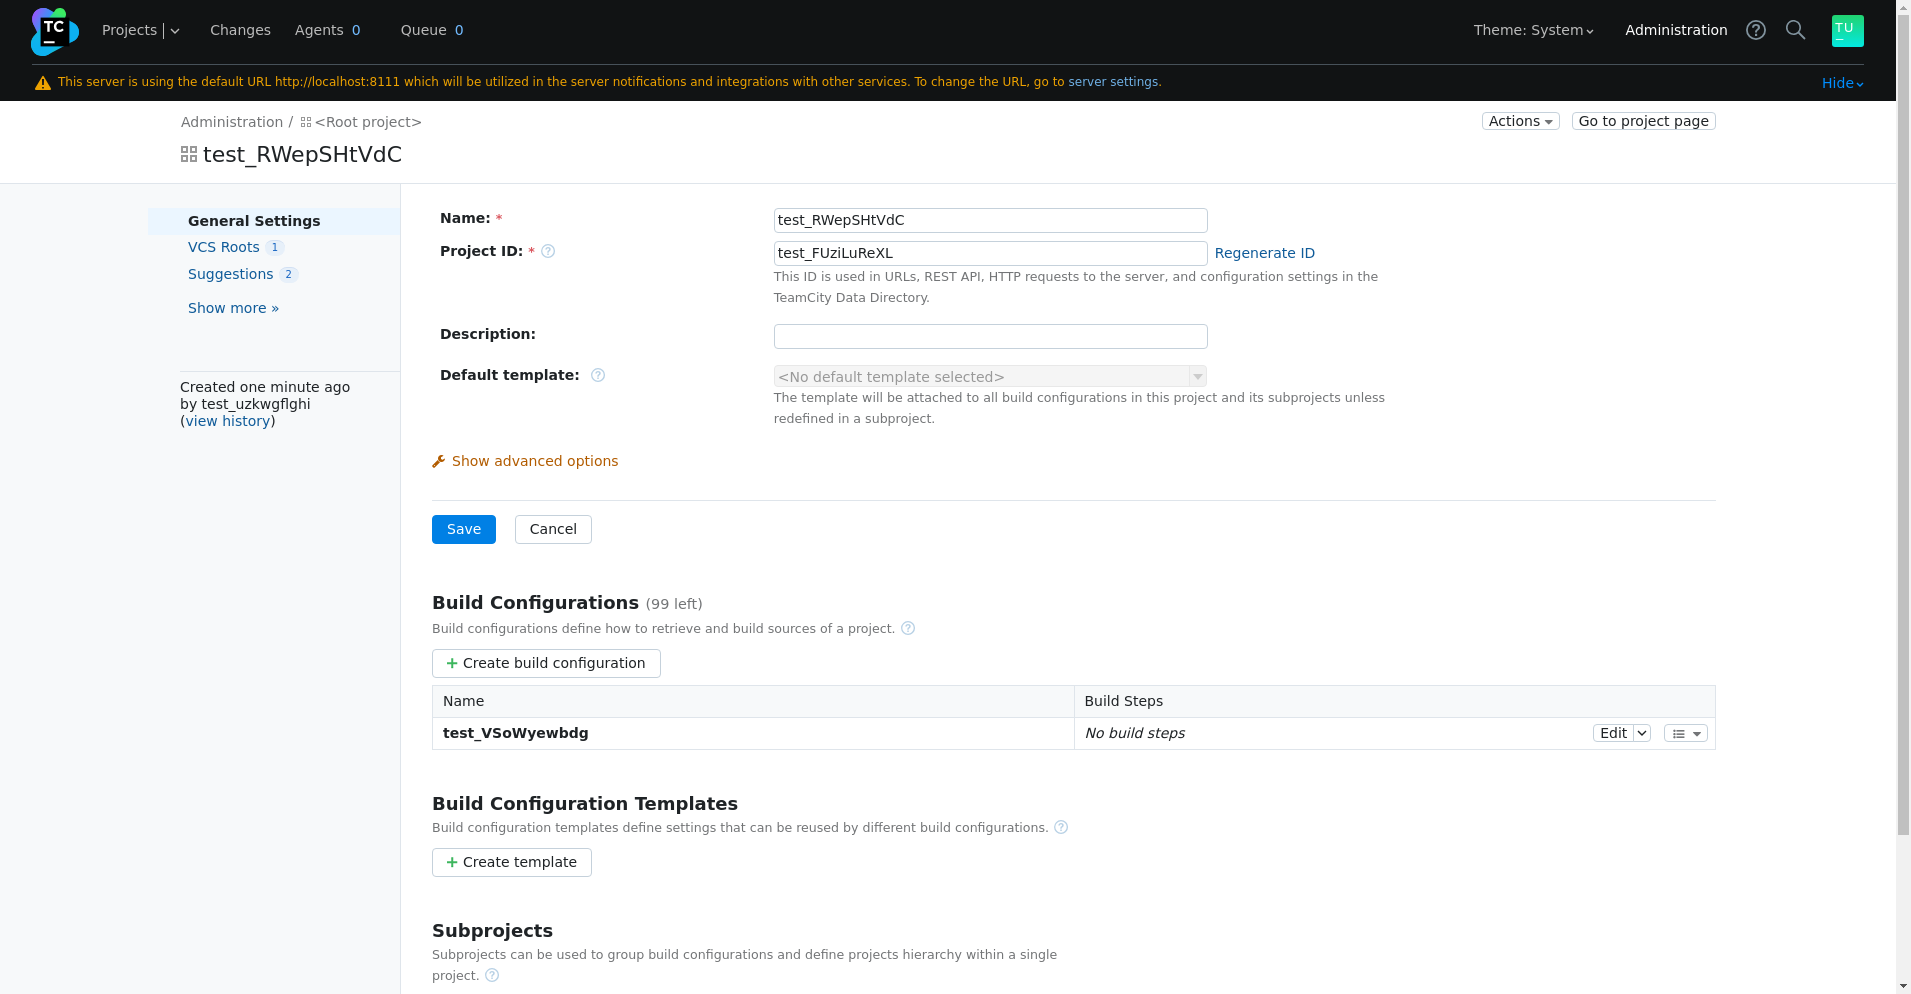 TC
Projects
Changes
Agents 0
Queue 0
Theme: System
Administration
TU
This server is using the default URL http://localhost:8111 which will be utilized in the server notifications and integrations with other services. To change the URL, go to server settings.
Hide
Administration / <Root project>
Actions
Go to project page
test_RWepSHtVdC
General Settings
VCS Roots 1
Suggestions 2
Show more »
Created one minute ago
by test_uzkwgflghi
(view history)
Name: *
test_RWepSHtVdC
Project ID: * ?
test_FUziLuReXL
Regenerate ID
This ID is used in URLs, REST API, HTTP requests to the server, and configuration settings in the
TeamCity Data Directory.
Description:
Default template: ?
<No default template selected>
The template will be attached to all build configurations in this project and its subprojects unless
redefined in a subproject.
Show advanced options
Save
Cancel
Build Configurations (99 left)
Build configurations define how to retrieve and build sources of a project. ?
+ Create build configuration
Name
Build Steps
test_VSoWyewbdg
No build steps
Edit
Build Configuration Templates
Build configuration templates define settings that can be reused by different build configurations. ?
+ Create template
Subprojects
Subprojects can be used to group build configurations and define projects hierarchy within a single
project. ?